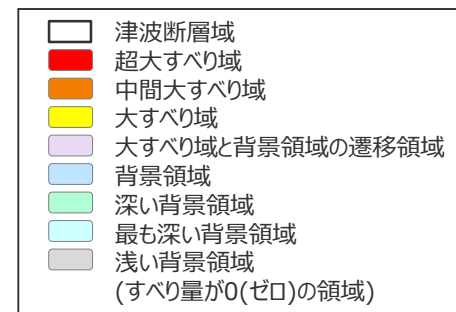 津波断層域
超大すべり域
中間大すべり域
大すべり域
大すべり域と背景領域の遷移領域
背景領域
深い背景領域
最も深い背景領域
浅い背景領域
(すべり量が0(ゼロ)の領域)